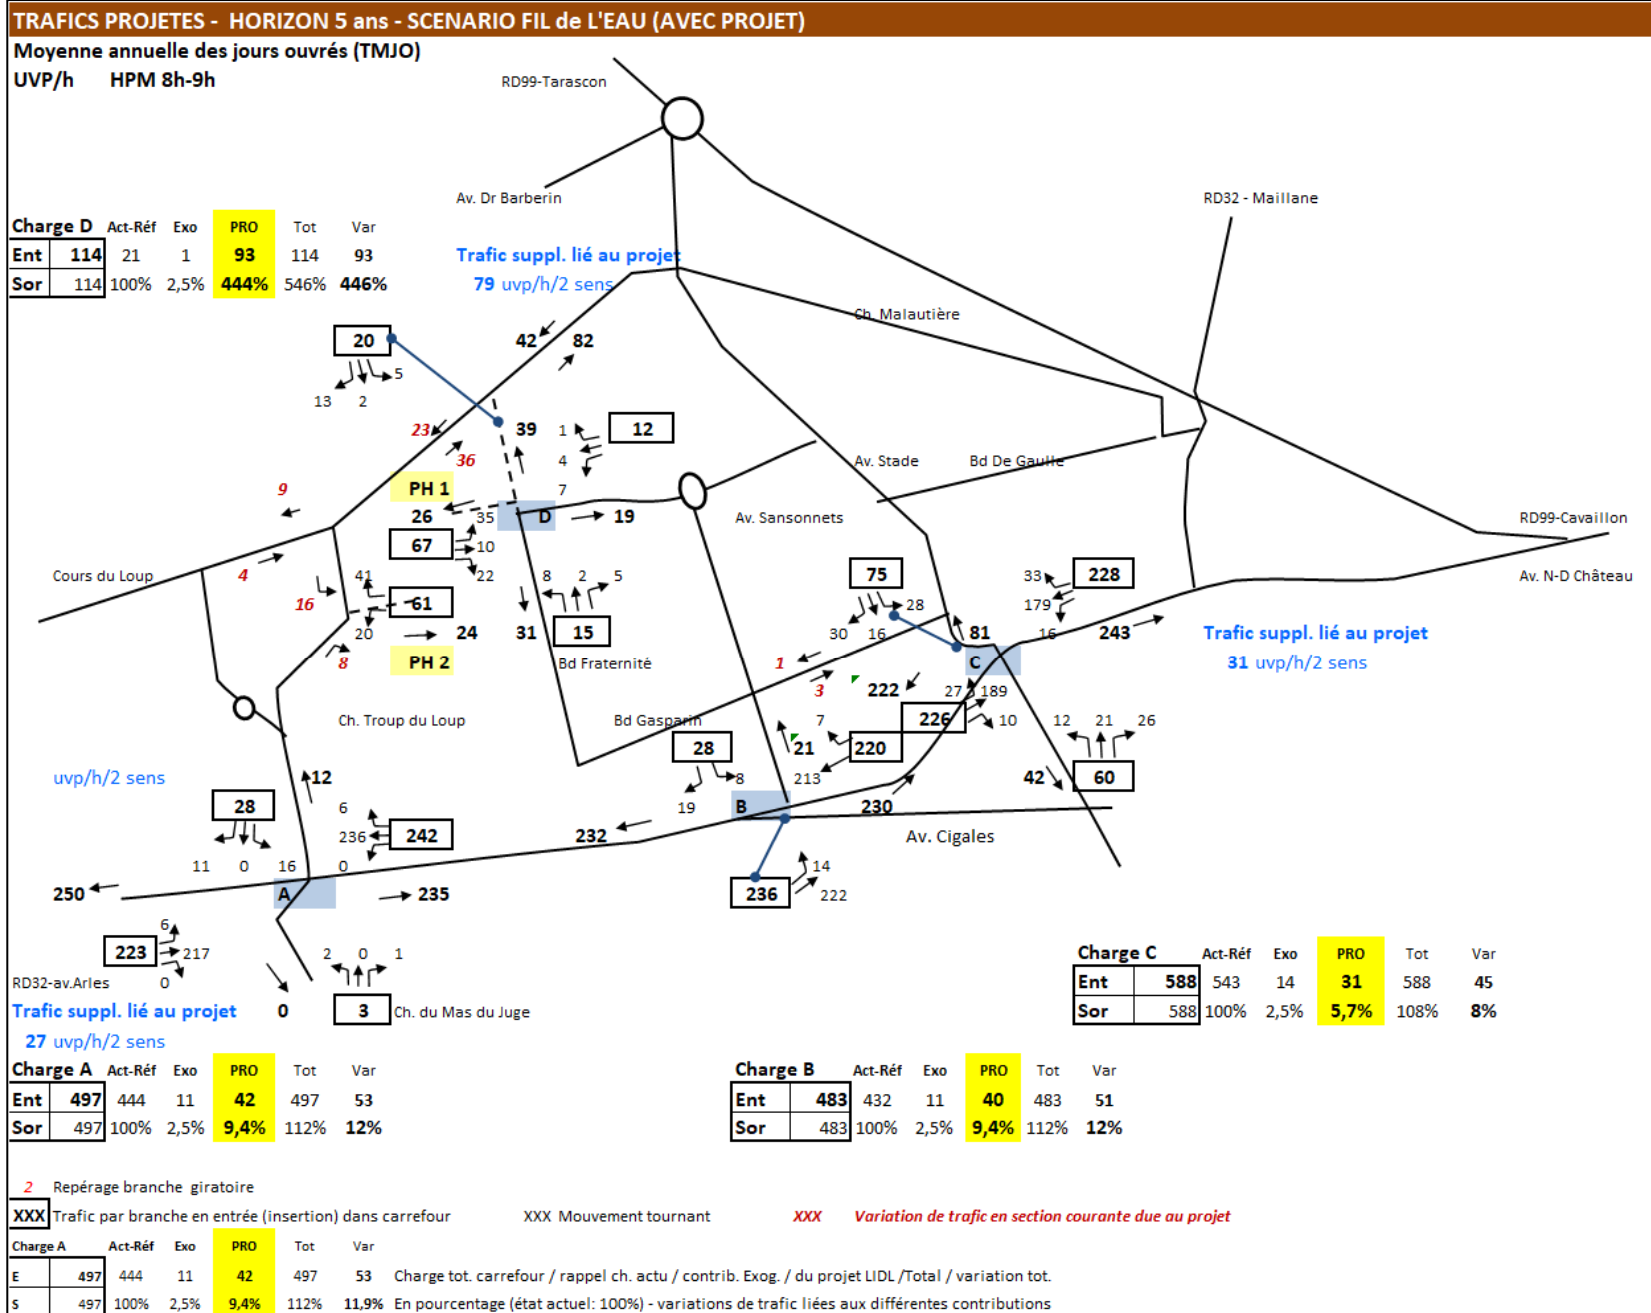 TRAFICS PROJETES - HORIZON 5 ans - SCENARIO FIL de L'EAU (AVEC PROJET)
Moyenne annuelle des jours ouvrés (TMJO)
UVP/h HPM 8h-9h
RD99-Tarascon
Av. Dr Barberin
RD32 - Maillane
Charge D Act-Réf Exo PRO Tot Var
Ent 114 21 1 93 114 93
Sor 114 100% 2,5% 444% 546% 446%
Trafic suppl. lié au projet
79 uvp/h/2 sens
Ch. Malautière
20
42 82
5
13 2
23
39 1 12
36
4
Av. Stade Bd De Gaulle
9
PH 1
7
26 35 D 19
Av. Sansonnets
RD99-Cavaillon
67 10
Cours du Loup
4
41
22
8 2 5
75
33 228
Av. N-D Château
16
61
28
179
20
24 31 15
30 16
81
16 243
Trafic suppl. lié au projet
31 uvp/h/2 sens
8
PH 2
Bd Fraternité
1
C
3
222
27 189
Ch. Troup du Loup
Bd Gasparin
7
226
10
12 21 26
28
21
220
uvp/h/2 sens
12
8
213
42 60
28
6
19
B
230
236 242
232
Av. Cigales
11 0 16 0
14
250
A
235
236
222
6
223 217
2 0 1
RD32-av.Arles
0
Trafic suppl. lié au projet
0
3 Ch. du Mas du Juge
27 uvp/h/2 sens
Charge C Act-Réf Exo PRO Tot Var
Ent 588 543 14 31 588 45
Sor 588 100% 2,5% 5,7% 108% 8%
Charge A Act-Réf Exo PRO Tot Var
Ent 497 444 11 42 497 53
Sor 497 100% 2,5% 9,4% 112% 12%
Charge B Act-Réf Exo PRO Tot Var
Ent 483 432 11 40 483 51
Sor 483 100% 2,5% 9,4% 112% 12%
2 Repérage branche giratoire
XXX Trafic par branche en entrée (insertion) dans carrefour XXX Mouvement tournant XXX Variation de trafic en section courante due au projet
Charge A Act-Réf Exo PRO Tot Var
E 497 444 11 42 497 53 Charge tot. carrefour / rappel ch. actu / contrib. Exog. / du projet LIDL /Total / variation tot.
S 497 100% 2,5% 9,4% 112% 11,9% En pourcentage (état actuel: 100%) - variations de trafic liées aux différentes contributions